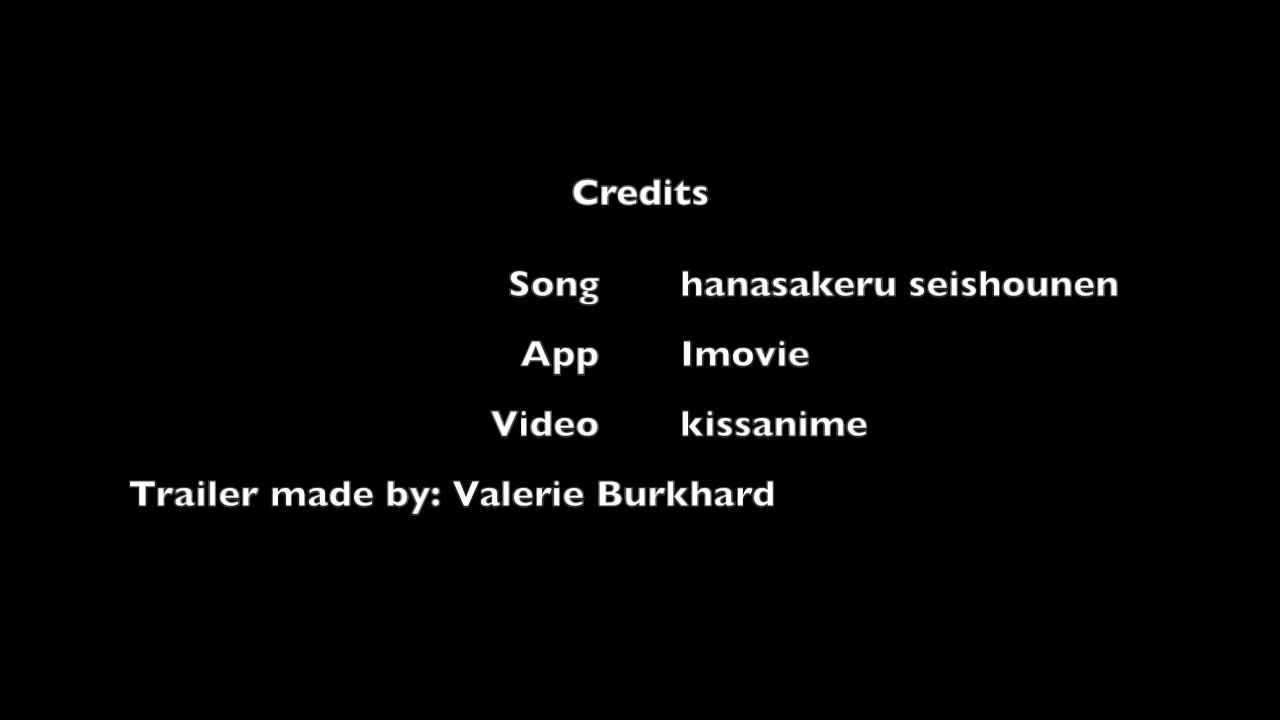 Credits
Song hanasakeru seishounen
App Imovie
Video kissanime
Trailer made by: Valerie Burkhard